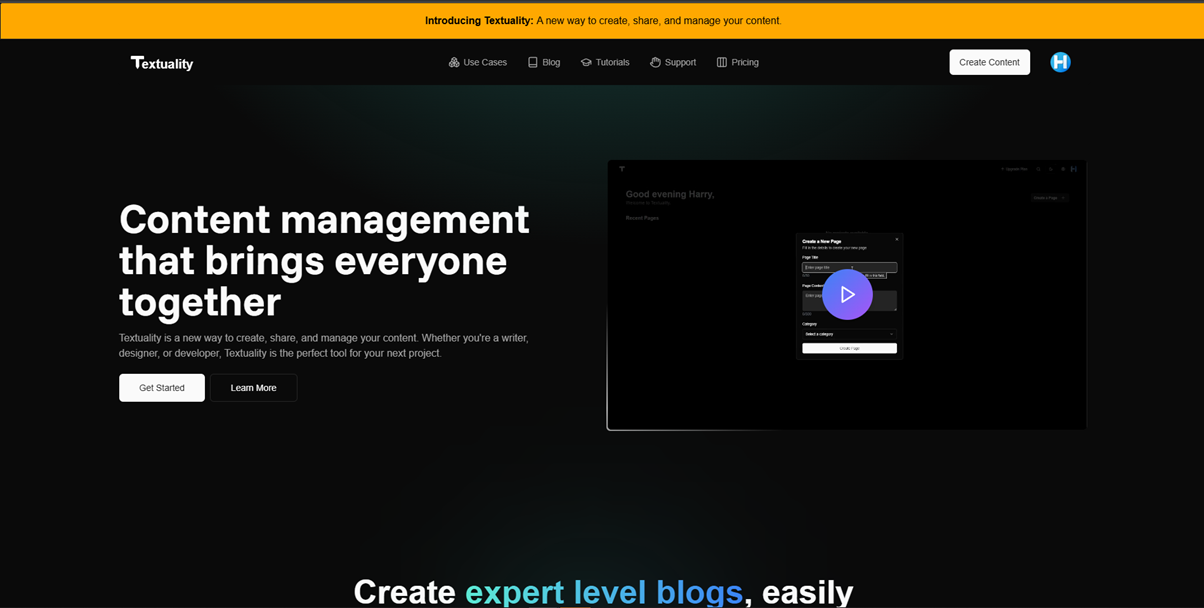 Introducing Textuality: A new way to create, share, and manage your content.
Textuality
Use Cases
Blog
Tutorials
Support
Pricing
Create Content
H
Content management
that brings everyone
together
Textuality is a new way to create, share, and manage your content. Whether you're a writer,
designer, or developer, Textuality is the perfect tool for your next project.
Get Started
Learn More
T
Good evening Harry,
Recent Pages
Create a New Page
Fill in the details to create your new page
Page Title
Enter page title
Page Content
Category
Select a category
Create Page
Create expert level blogs, easily